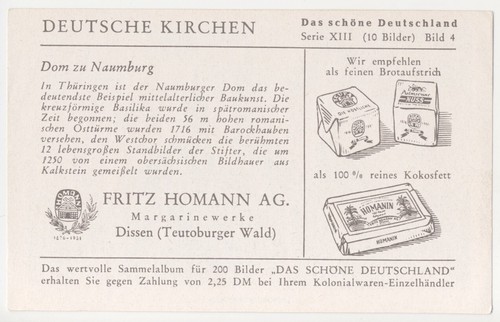 DEUTSCHE KIRCHEN
Das schöne Deutschland
Serie XIII (10 Bilder) Bild 4
Dom zu Naumburg
In Thüringen ist der Naumburger Dom das be-
deutendste Beispiel mittelalterlicher Baukunst. Die
kreuzförmige Basilika wurde in spätromanischer
Zeit begonnen; die beiden 56 m hohen romani-
schen Osttürme wurden 1716 mit Barockhauben
versehen, den Westchor schmücken die berühmten
12 lebensgroßen Standbilder der Stifter, die um
1250 von einem obersächsischen Bildhauer aus
Kalkstein gemeißelt wurden.
HOMANN
1876-1926
FRITZ HOMANN AG.
Margarinewerke
Dissen (Teutoburger Wald)
Wir empfehlen
als feinen Brotaufstrich
NUSS
als 100 % reines Kokosfett
HOMANIN
HOMANIN
Das wertvolle Sammelalbum für 200 Bilder „DAS SCHÖNE DEUTSCHLAND“
erhalten Sie gegen Zahlung von 2,25 DM bei Ihrem Kolonialwaren-Einzelhändler